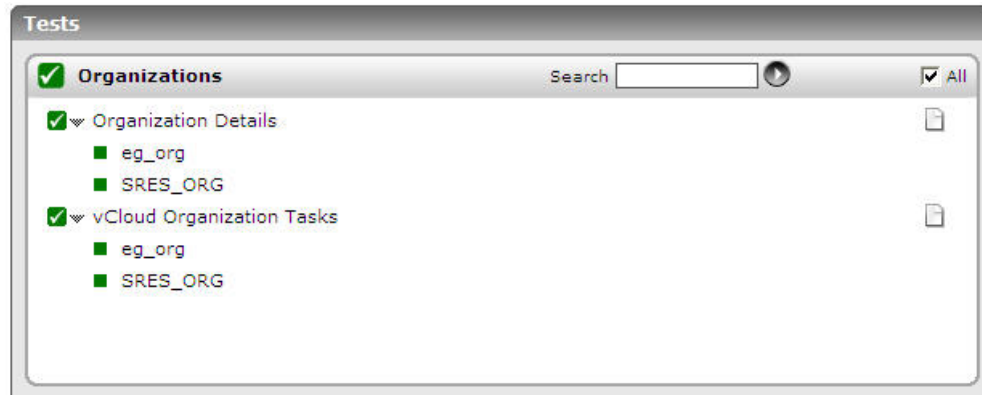 Tests
Organizations Search All
Organization Details
eg_org
SRES_ORG
vCloud Organization Tasks
eg_org
SRES_ORG